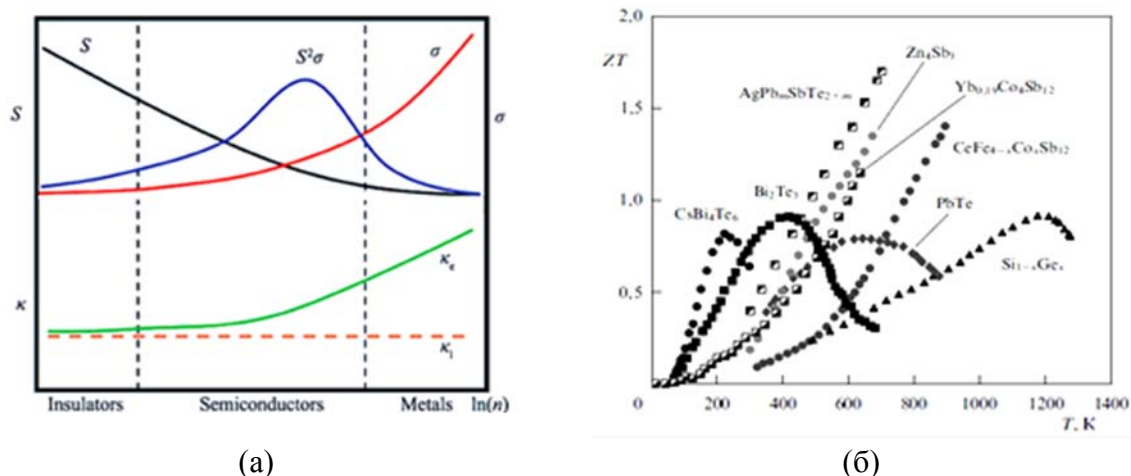 S
S²σ
σ
S
σ
κ
κₑ
κₗ
Insulators Semiconductors Metals ln(n)
(а)
2,0
ZT
1.5
1.0
0,5
0 200 400 600 800 1000 1200 1400
T, K
Zn₄Sb₃
AgPbₘSbTe₂₊ₘ
Yb₀,₁₉Co₄Sb₁₂
CeFe₄₋ₓCoₓSb₁₂
Bi₂Te₃
PbTe
CsBi₄Te₆
Si₁₋ₓGeₓ
(б)